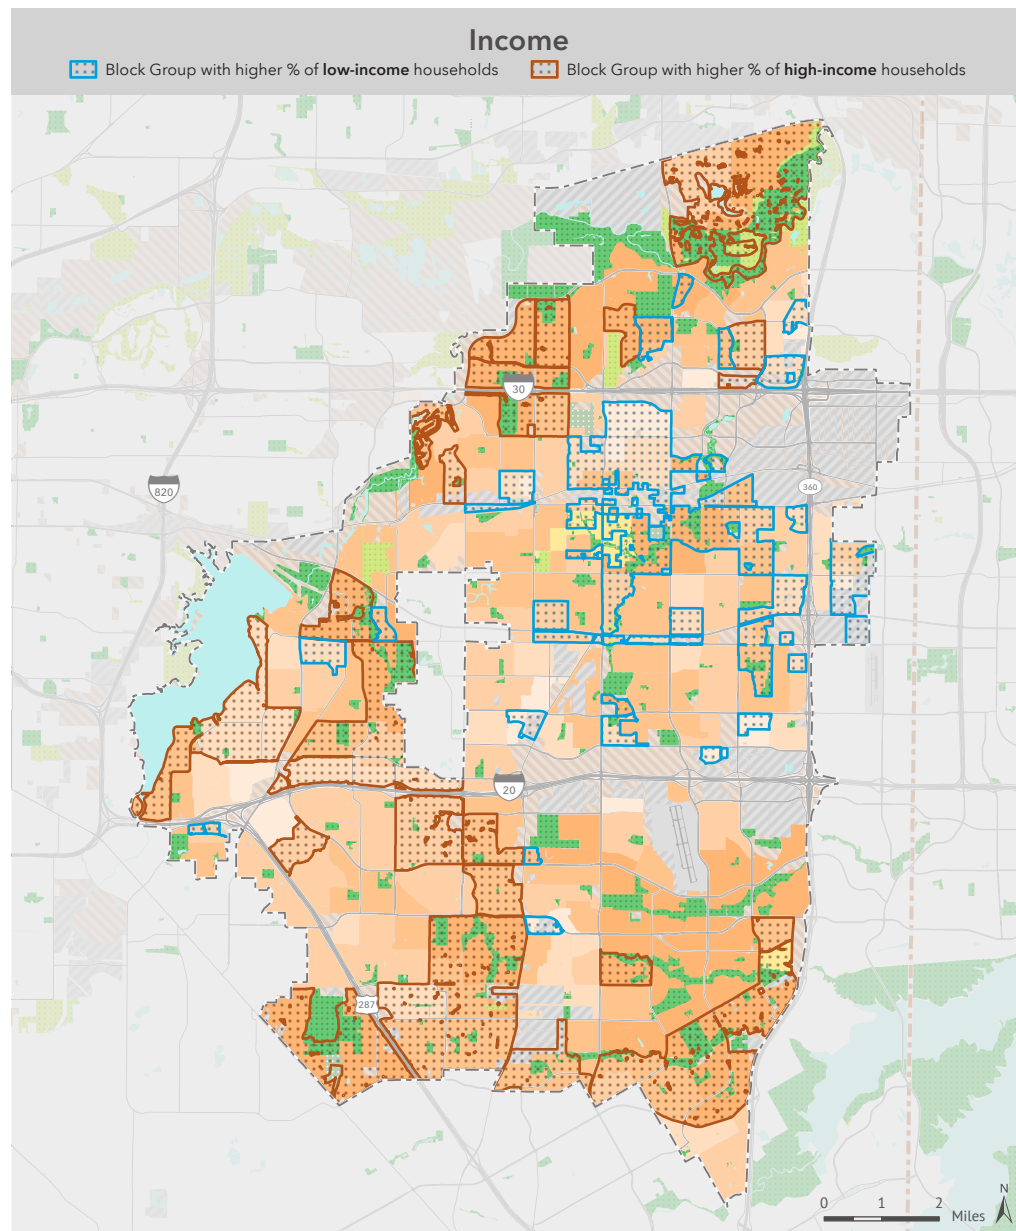 Income
Block Group with higher % of low-income households
Block Group with higher % of high-income households
30
820
360
20
287
N
0 1 2
Miles